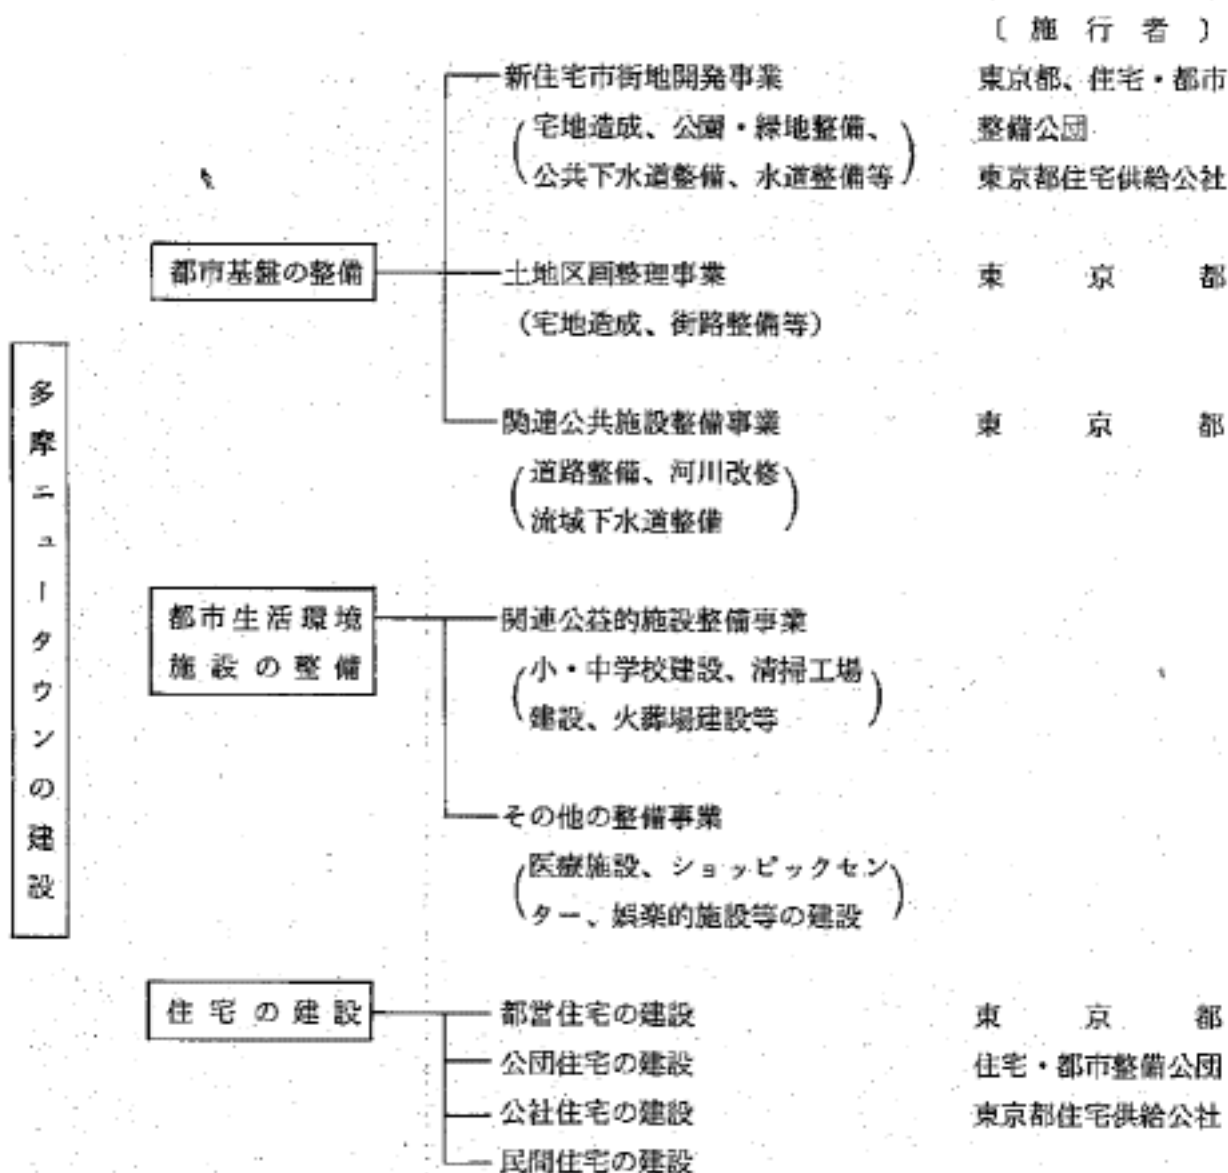 〔施行者〕
新住宅市街地開発事業 東京都、住宅・都市
(宅地造成、公園・緑地整備、 整備公団
公共下水道整備、水道整備等) 東京都住宅供給公社
都市基盤の整備 土地区画整理事業 東京都
(宅地造成、街路整備等)
多摩ニュータウンの建設
関連公共施設整備事業 東京都
(道路整備、河川改修
流域下水道整備)
都市生活環境 関連公益的施設整備事業
施設の整備 (小・中学校建設、清掃工場
建設、火葬場建設等)
その他の整備事業
(医療施設、ショッピックセン
ター、娯楽的施設等の建設)
住宅の建設 都営住宅の建設 東京都
公団住宅の建設 住宅・都市整備公団
公社住宅の建設 東京都住宅供給公社
民間住宅の建設